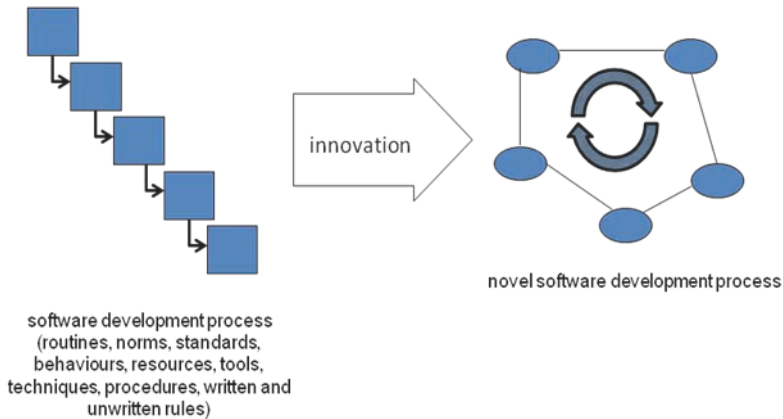 innovation
novel software development process
software development process
(routines, norms, standards,
behaviours, resources, tools,
techniques, procedures, written and
unwritten rules)